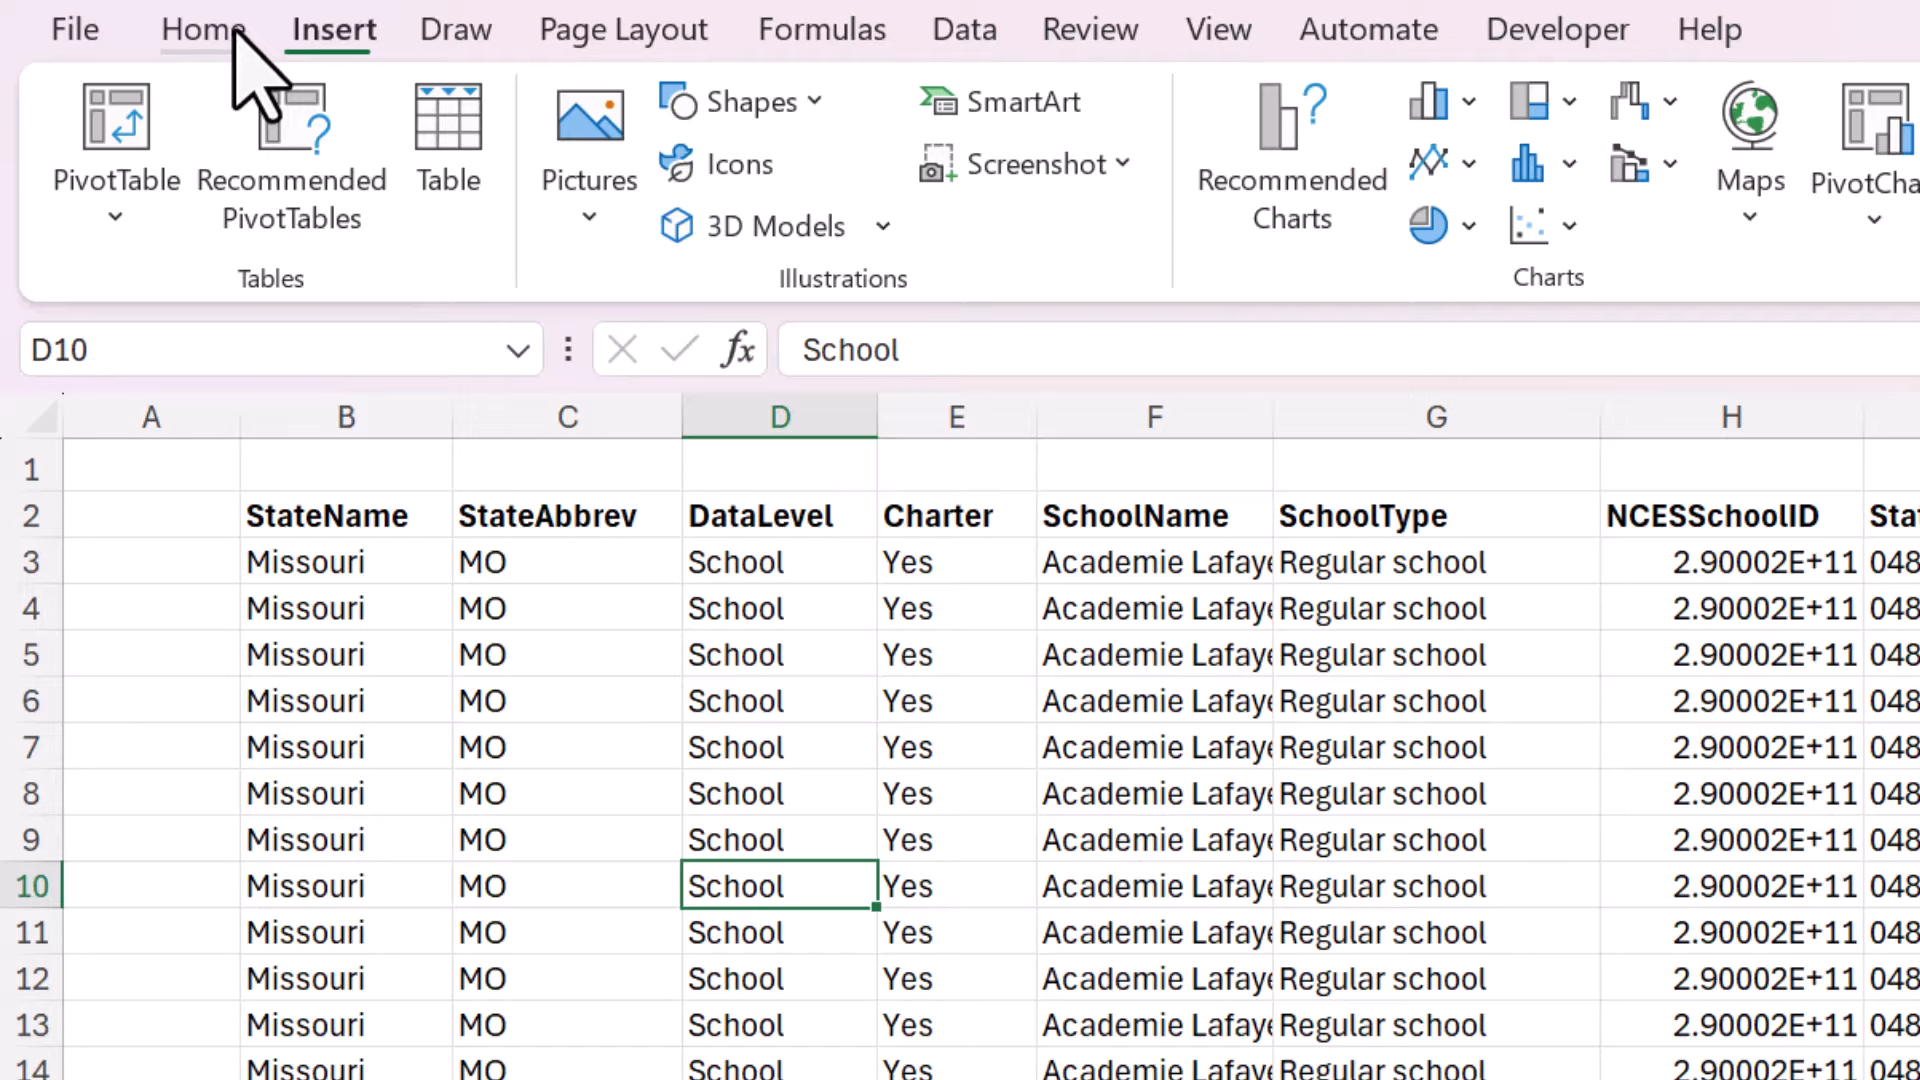 File Home Insert Draw Page Layout Formulas Data Review View Automate Developer Help
PivotTable
Recommended
PivotTables
Table
Pictures
Shapes
Icons
3D Models
SmartArt
Screenshot
Recommended
Charts
Maps
PivotCha
Tables
Illustrations
Charts
D10 fx School
A B C D E F G H
1
2 StateName StateAbbrev DataLevel Charter SchoolName SchoolType NCESSchoolID Sta
3 Missouri MO School Yes Academie Lafaye Regular school 2.90002E+11 048
4 Missouri MO School Yes Academie Lafaye Regular school 2.90002E+11 048
5 Missouri MO School Yes Academie Lafaye Regular school 2.90002E+11 048
6 Missouri MO School Yes Academie Lafaye Regular school 2.90002E+11 048
7 Missouri MO School Yes Academie Lafaye Regular school 2.90002E+11 048
8 Missouri MO School Yes Academie Lafaye Regular school 2.90002E+11 048
9 Missouri MO School Yes Academie Lafaye Regular school 2.90002E+11 048
10 Missouri MO School Yes Academie Lafaye Regular school 2.90002E+11 048
11 Missouri MO School Yes Academie Lafaye Regular school 2.90002E+11 048
12 Missouri MO School Yes Academie Lafaye Regular school 2.90002E+11 048
13 Missouri MO School Yes Academie Lafaye Regular school 2.90002E+11 048
14 Missouri MO School Yes Academie Lafaye Regular school 2.90002E+11 048